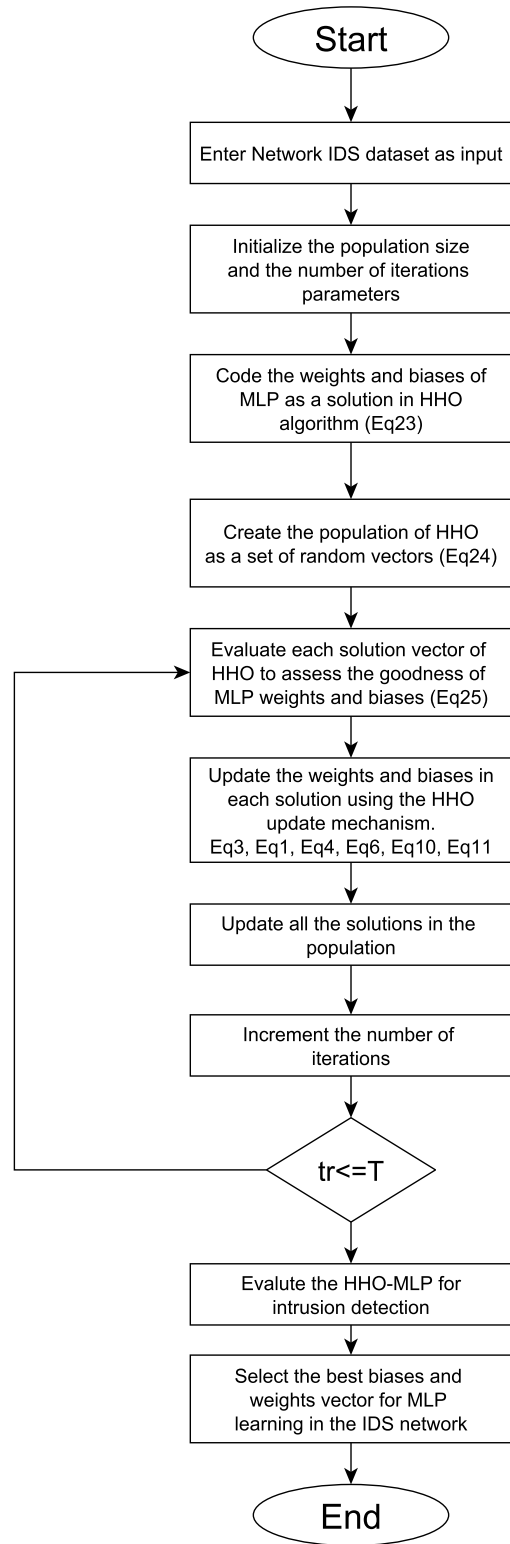 Start
Enter Network IDS dataset as input
Initialize the population size
and the number of iterations
parameters
Code the weights and biases of
MLP as a solution in HHO
algorithm (Eq23)
Create the population of HHO
as a set of random vectors (Eq24)
Evaluate each solution vector of
HHO to assess the goodness of
MLP weights and biases (Eq25)
Update the weights and biases in
each solution using the HHO
update mechanism.
Eq3, Eq1, Eq4, Eq6, Eq10, Eq11
Update all the solutions in the
population
Increment the number of
iterations
tr<=T
Evalute the HHO-MLP for
intrusion detection
Select the best biases and
weights vector for MLP
learning in the IDS network
End